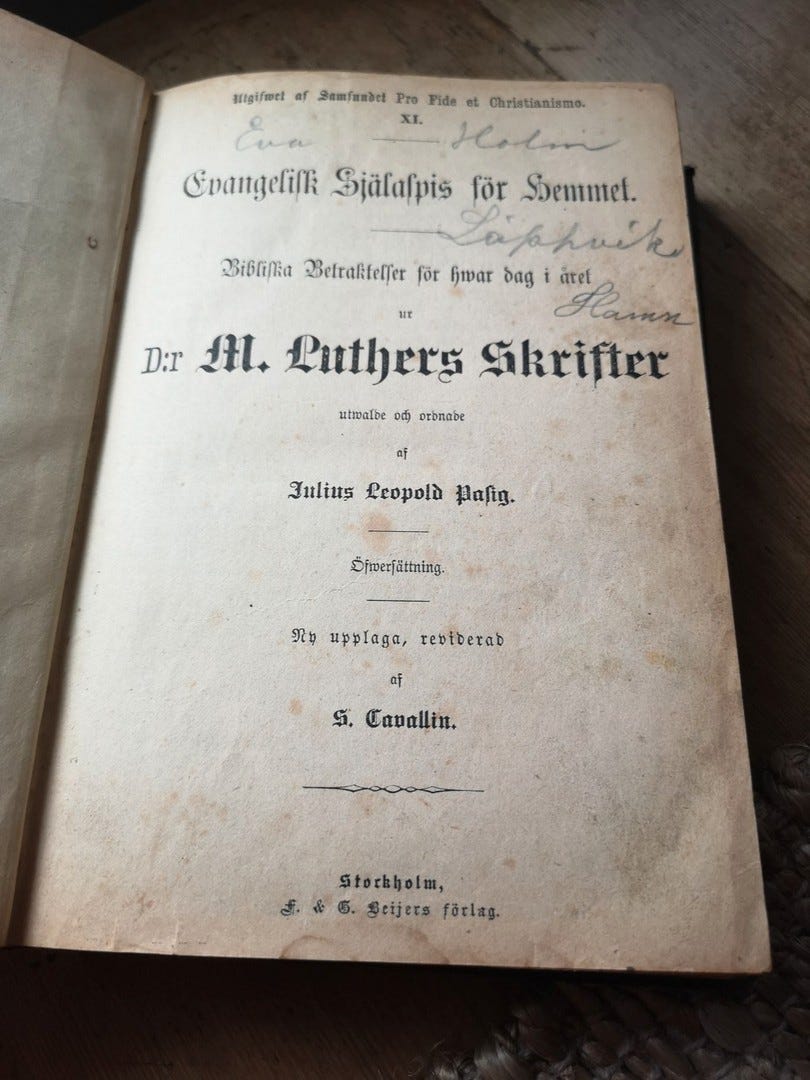 Utgifwet af Samfundet Pro Fide et Christianismo.
XI.
Eva Holm
Evangelisk Själaspis för Hemmet.
Läpphvik
Bibliska Betraktelser för hwar dag i året
Hamn
ur
D:r M. Luthers Skrifter
utwalde och ordnade
af
Julius Leopold Pasig.
Öfwersättning.
Ny upplaga, reviderad
af
S. Cavallin.
Stockholm,
F. & G. Beijers förlag.